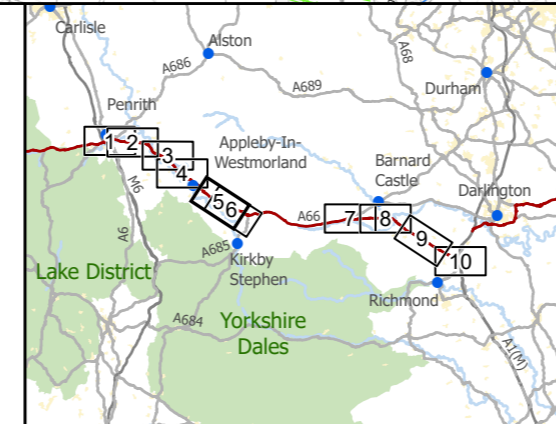 Carlisle
Alston
A68
A686
A689
Durham
Penrith
1 2
3
4
Appleby-In-
Westmorland
Barnard
Castle
Darlington
M6
5
6
A66
7
8
9
10
A6
A685
Kirkby
Stephen
Lake District
Richmond
A684
Yorkshire
Dales
A1(M)